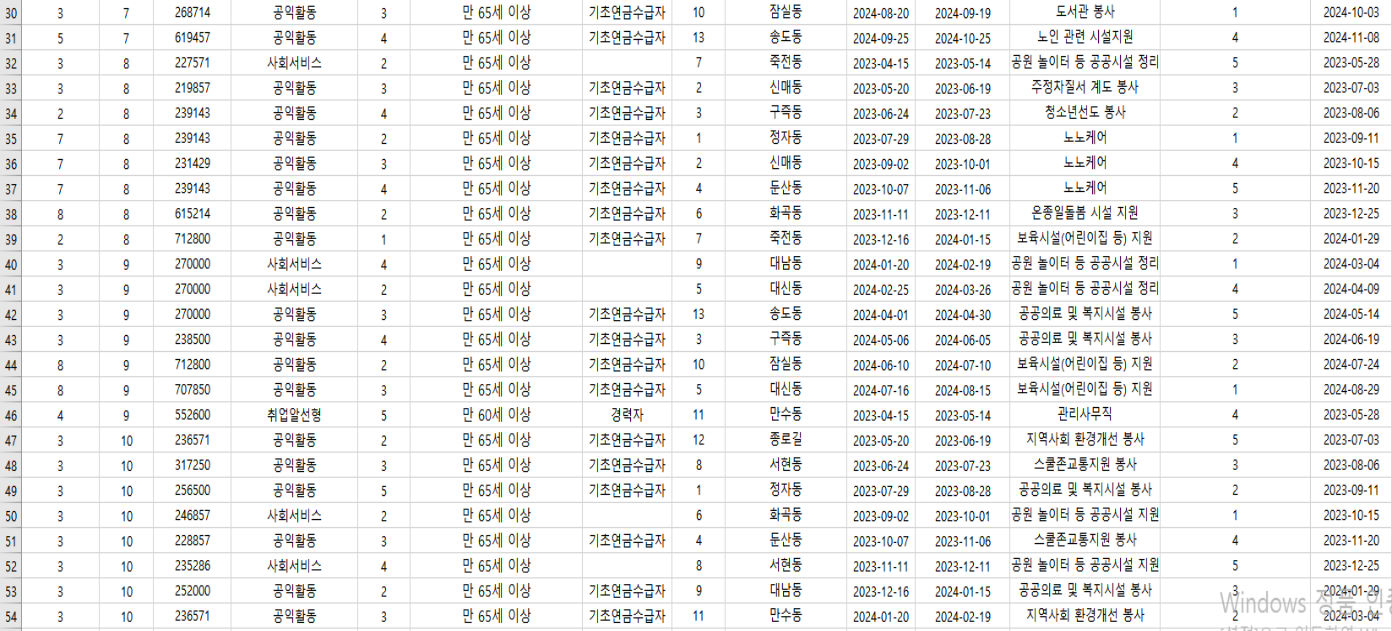 30 3 7 268714 공익활동 3 만 65세 이상 기초연금수급자 10 잠실동 2024-08-20 2024-09-19 도서관 봉사 1 2024-10-03
31 5 7 619457 공익활동 4 만 65세 이상 기초연금수급자 13 송도동 2024-09-25 2024-10-25 노인 관련 시설지원 4 2024-11-08
32 3 8 227571 사회서비스 2 만 65세 이상 7 죽전동 2023-04-15 2023-05-14 공원 놀이터 등 공공시설 정리 5 2023-05-28
33 3 8 219857 공익활동 3 만 65세 이상 기초연금수급자 2 신매동 2023-05-20 2023-06-19 주정차질서 계도 봉사 3 2023-07-03
34 2 8 239143 공익활동 4 만 65세 이상 기초연금수급자 3 구즉동 2023-06-24 2023-07-23 청소년선도 봉사 2 2023-08-06
35 7 8 239143 공익활동 2 만 65세 이상 기초연금수급자 1 정자동 2023-07-29 2023-08-28 노노케어 1 2023-09-11
36 7 8 231429 공익활동 3 만 65세 이상 기초연금수급자 2 신매동 2023-09-02 2023-10-01 노노케어 4 2023-10-15
37 7 8 239143 공익활동 4 만 65세 이상 기초연금수급자 4 둔산동 2023-10-07 2023-11-06 노노케어 5 2023-11-20
38 8 8 615214 공익활동 2 만 65세 이상 기초연금수급자 6 화곡동 2023-11-11 2023-12-11 온종일돌봄 시설 지원 3 2023-12-25
39 2 8 712800 공익활동 1 만 65세 이상 기초연금수급자 7 죽전동 2023-12-16 2024-01-15 보육시설(어린이집 등) 지원 2 2024-01-29
40 3 9 270000 사회서비스 4 만 65세 이상 9 대남동 2024-01-20 2024-02-19 공원 놀이터 등 공공시설 정리 1 2024-03-04
41 3 9 270000 사회서비스 2 만 65세 이상 5 대신동 2024-02-25 2024-03-26 공원 놀이터 등 공공시설 정리 4 2024-04-09
42 3 9 270000 공익활동 3 만 65세 이상 기초연금수급자 13 송도동 2024-04-01 2024-04-30 공공의료 및 복지시설 봉사 5 2024-05-14
43 3 9 238500 공익활동 4 만 65세 이상 기초연금수급자 3 구즉동 2024-05-06 2024-06-05 공공의료 및 복지시설 봉사 3 2024-06-19
44 8 9 712800 공익활동 2 만 65세 이상 기초연금수급자 10 잠실동 2024-06-10 2024-07-10 보육시설(어린이집 등) 지원 2 2024-07-24
45 8 9 707850 공익활동 3 만 65세 이상 기초연금수급자 5 대신동 2024-07-16 2024-08-15 보육시설(어린이집 등) 지원 1 2024-08-29
46 4 9 552600 취업알선형 5 만 60세 이상 경력자 11 만수동 2023-04-15 2023-05-14 관리사무직 4 2023-05-28
47 3 10 236571 공익활동 2 만 65세 이상 기초연금수급자 12 종로길 2023-05-20 2023-06-19 지역사회 환경개선 봉사 5 2023-07-03
48 3 10 317250 공익활동 3 만 65세 이상 기초연금수급자 8 서현동 2023-06-24 2023-07-23 스쿨존교통지원 봉사 3 2023-08-06
49 3 10 256500 공익활동 5 만 65세 이상 기초연금수급자 1 정자동 2023-07-29 2023-08-28 공공의료 및 복지시설 봉사 2 2023-09-11
50 3 10 246857 사회서비스 2 만 65세 이상 6 화곡동 2023-09-02 2023-10-01 공원 놀이터 등 공공시설 지원 1 2023-10-15
51 3 10 228857 공익활동 3 만 65세 이상 기초연금수급자 4 둔산동 2023-10-07 2023-11-06 스쿨존교통지원 봉사 4 2023-11-20
52 3 10 235286 사회서비스 4 만 65세 이상 8 서현동 2023-11-11 2023-12-11 공원 놀이터 등 공공시설 지원 5 2023-12-25
53 3 10 252000 공익활동 2 만 65세 이상 기초연금수급자 9 대남동 2023-12-16 2024-01-15 공공의료 및 복지시설 봉사 3 2024-01-29
Windows 정품 인증
54 3 10 236571 공익활동 3 만 65세 이상 기초연금수급자 11 만수동 2024-01-20 2024-02-19 지역사회 환경개선 봉사 2 2024-03-04